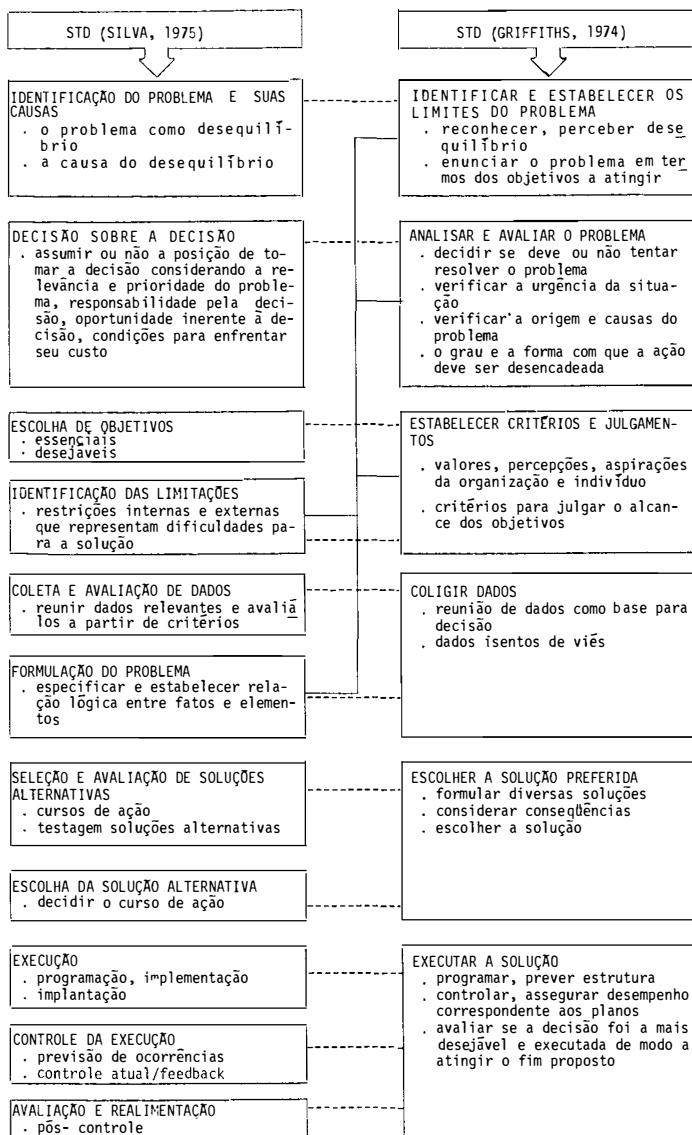 STD (SILVA, 1975)
IDENTIFICAÇÃO DO PROBLEMA E SUAS
CAUSAS
. o problema como desequilí-
brio
. a causa do desequilíbrio
DECISÃO SOBRE A DECISÃO
. assumir ou não a posição de to-
mar a decisão considerando a re-
levância e prioridade do proble-
ma, responsabilidade pela deci-
são, oportunidade inerente à de-
cisão, condições para enfrentar
seu custo
ESCOLHA DE OBJETIVOS
. essenciais
. desejáveis
IDENTIFICAÇÃO DAS LIMITAÇÕES
. restrições internas e externas
que representam dificuldades pa-
ra a solução
COLETA E AVALIAÇÃO DE DADOS
. reunir dados relevantes e avaliá
los a partir de critérios
FORMULAÇÃO DO PROBLEMA
. especificar e estabelecer rela-
ção lógica entre fatos e elemen-
tos
SELEÇÃO E AVALIAÇÃO DE SOLUÇÕES
ALTERNATIVAS
. cursos de ação
. testagem soluções alternativas
ESCOLHA DA SOLUÇÃO ALTERNATIVA
. decidir o curso de ação
EXECUÇÃO
. programação, implementação
. implantação
CONTROLE DA EXECUÇÃO
. previsão de ocorrências
. controle atual/feedback
AVALIAÇÃO E REALIMENTAÇÃO
. pós- controle
STD (GRIFFITHS, 1974)
IDENTIFICAR E ESTABELECER OS
LIMITES DO PROBLEMA
. reconhecer, perceber dese
quilíbrio
. enunciar o problema em ter
mos dos objetivos a atingir
ANALISAR E AVALIAR O PROBLEMA
. decidir se deve ou não tentar
resolver o problema
. verificar a urgência da situa-
ção
. verificar a origem e causas do
problema
. o grau e a forma com que a ação
deve ser desencadeada
ESTABELECER CRITÉRIOS E JULGAMEN-
TOS
. valores, percepções, aspirações
da organização e indivíduo
. critérios para julgar o alcan-
ce dos objetivos
COLIGIR DADOS
. reunião de dados como base para
decisão
. dados isentos de viés
ESCOLHER A SOLUÇÃO PREFERIDA
. formular diversas soluções
. considerar conseqüências
. escolher a solução
EXECUTAR A SOLUÇÃO
. programar, prever estrutura
. controlar, assegurar desempenho
correspondente aos planos
. avaliar se a decisão foi a mais
desejável e executada de modo a
atingir o fim proposto